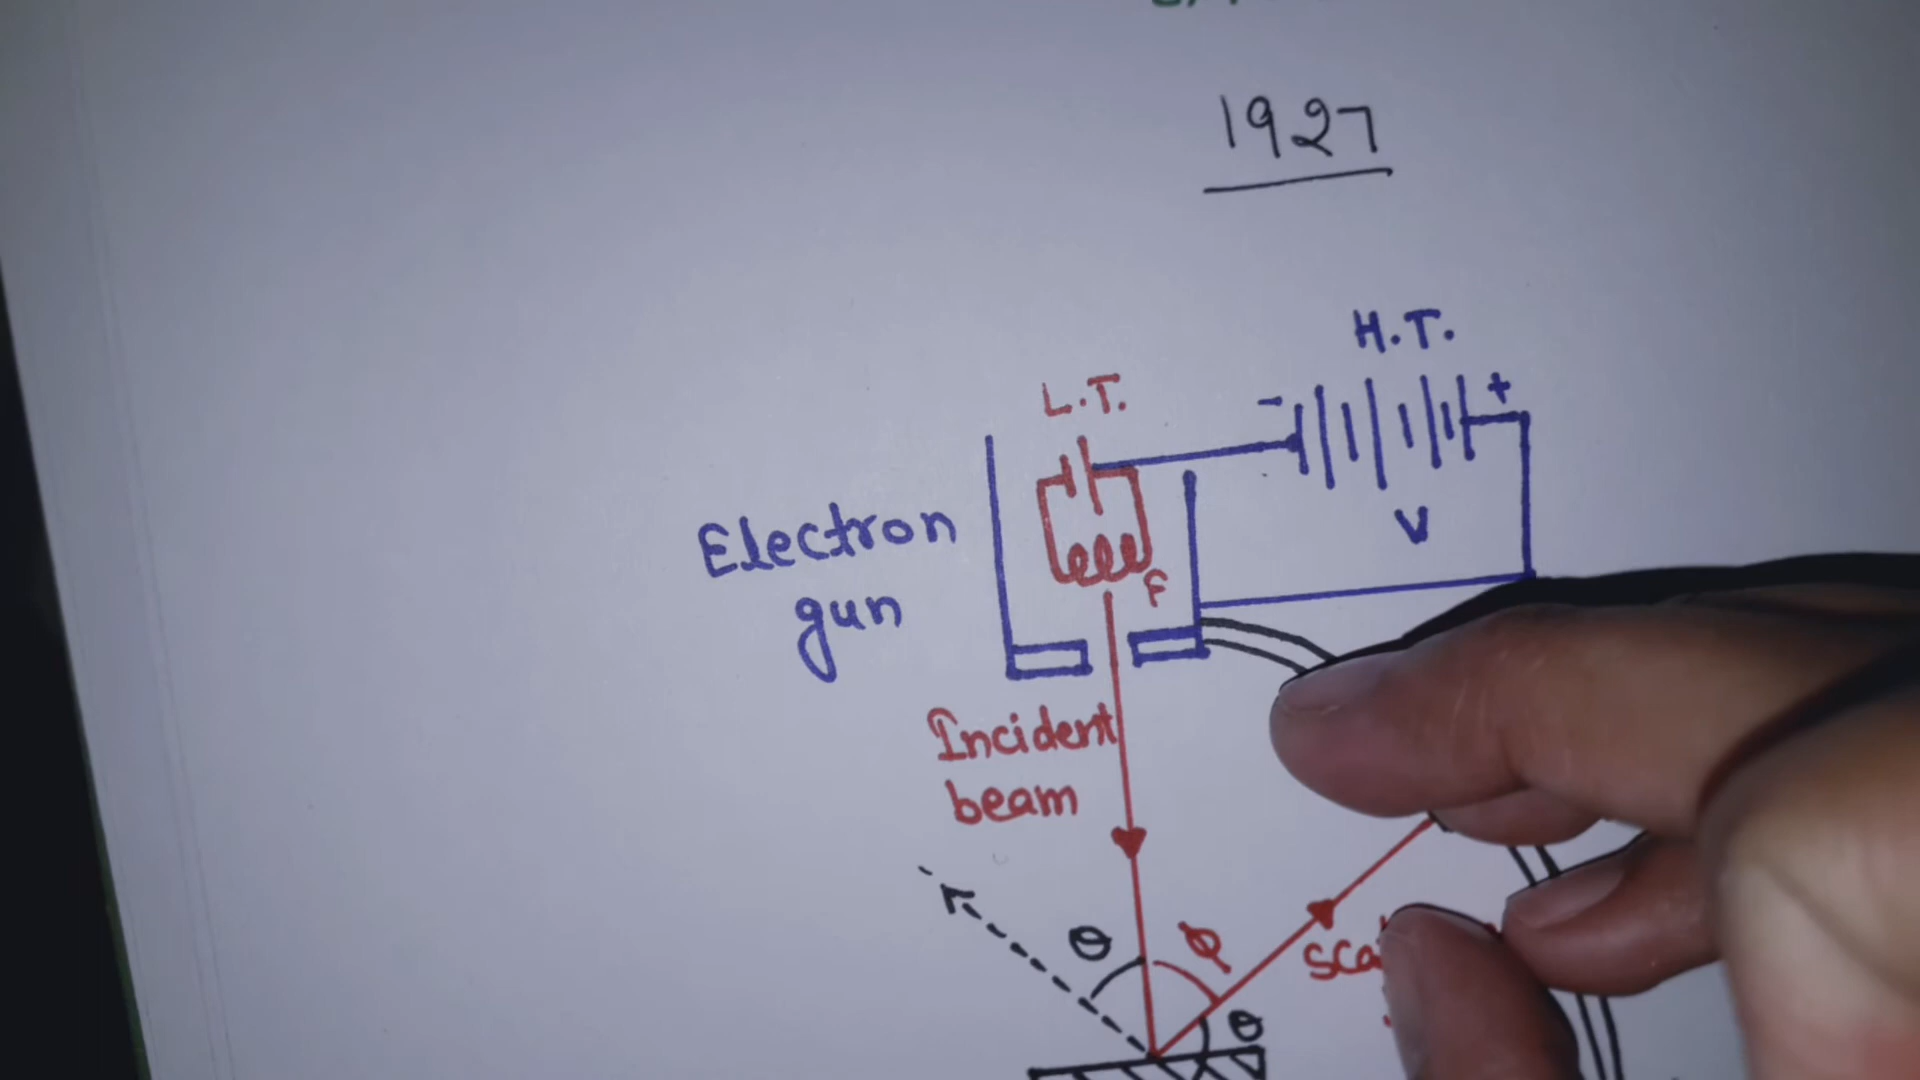 1927
H.T.
L.T.
- +
V
Electron
gun
F
Incident
beam
θ φ
θ